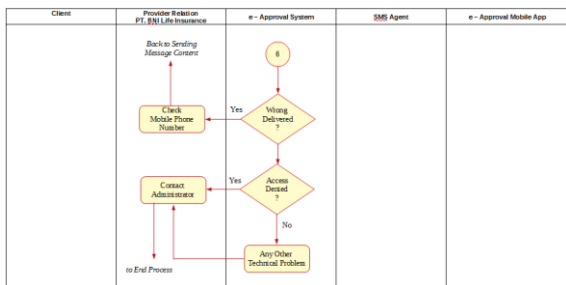 Client
Provider Relation
PT. BNI Life Insurance
e – Approval System
SMS Agent
e – Approval Mobile App
Back to Sending
Message Content
6
Check
Mobile Phone
Number
Yes
Wrong
Delivered
?
Contact
Administrator
Yes
Access
Denied
?
No
Any Other
Technical Problem
to End Process